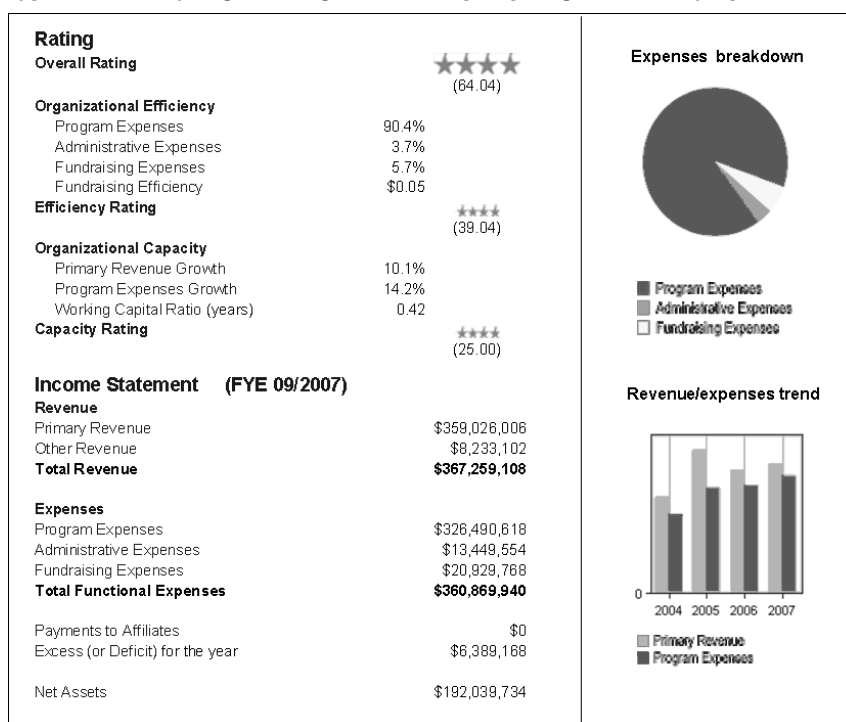 Rating
Overall Rating
(64.04)
Organizational Efficiency
Program Expenses 90.4%
Administrative Expenses 3.7%
Fundraising Expenses 5.7%
Fundraising Efficiency $0.05
Efficiency Rating
(39.04)
Organizational Capacity
Primary Revenue Growth 10.1%
Program Expenses Growth 14.2%
Working Capital Ratio (years) 0.42
Capacity Rating
(25.00)
Income Statement (FYE 09/2007)
Revenue
Primary Revenue $359,026,006
Other Revenue $8,233,102
Total Revenue $367,259,108
Expenses
Program Expenses $326,490,618
Administrative Expenses $13,449,554
Fundraising Expenses $20,929,768
Total Functional Expenses $360,869,940
Payments to Affiliates $0
Excess (or Deficit) for the year $6,389,168
Net Assets $192,039,734
Expenses breakdown
Program Expenses
Administrative Expenses
Fundraising Expenses
Revenue/expenses trend
0
2004 2005 2006 2007
Primary Revenue
Program Expenses